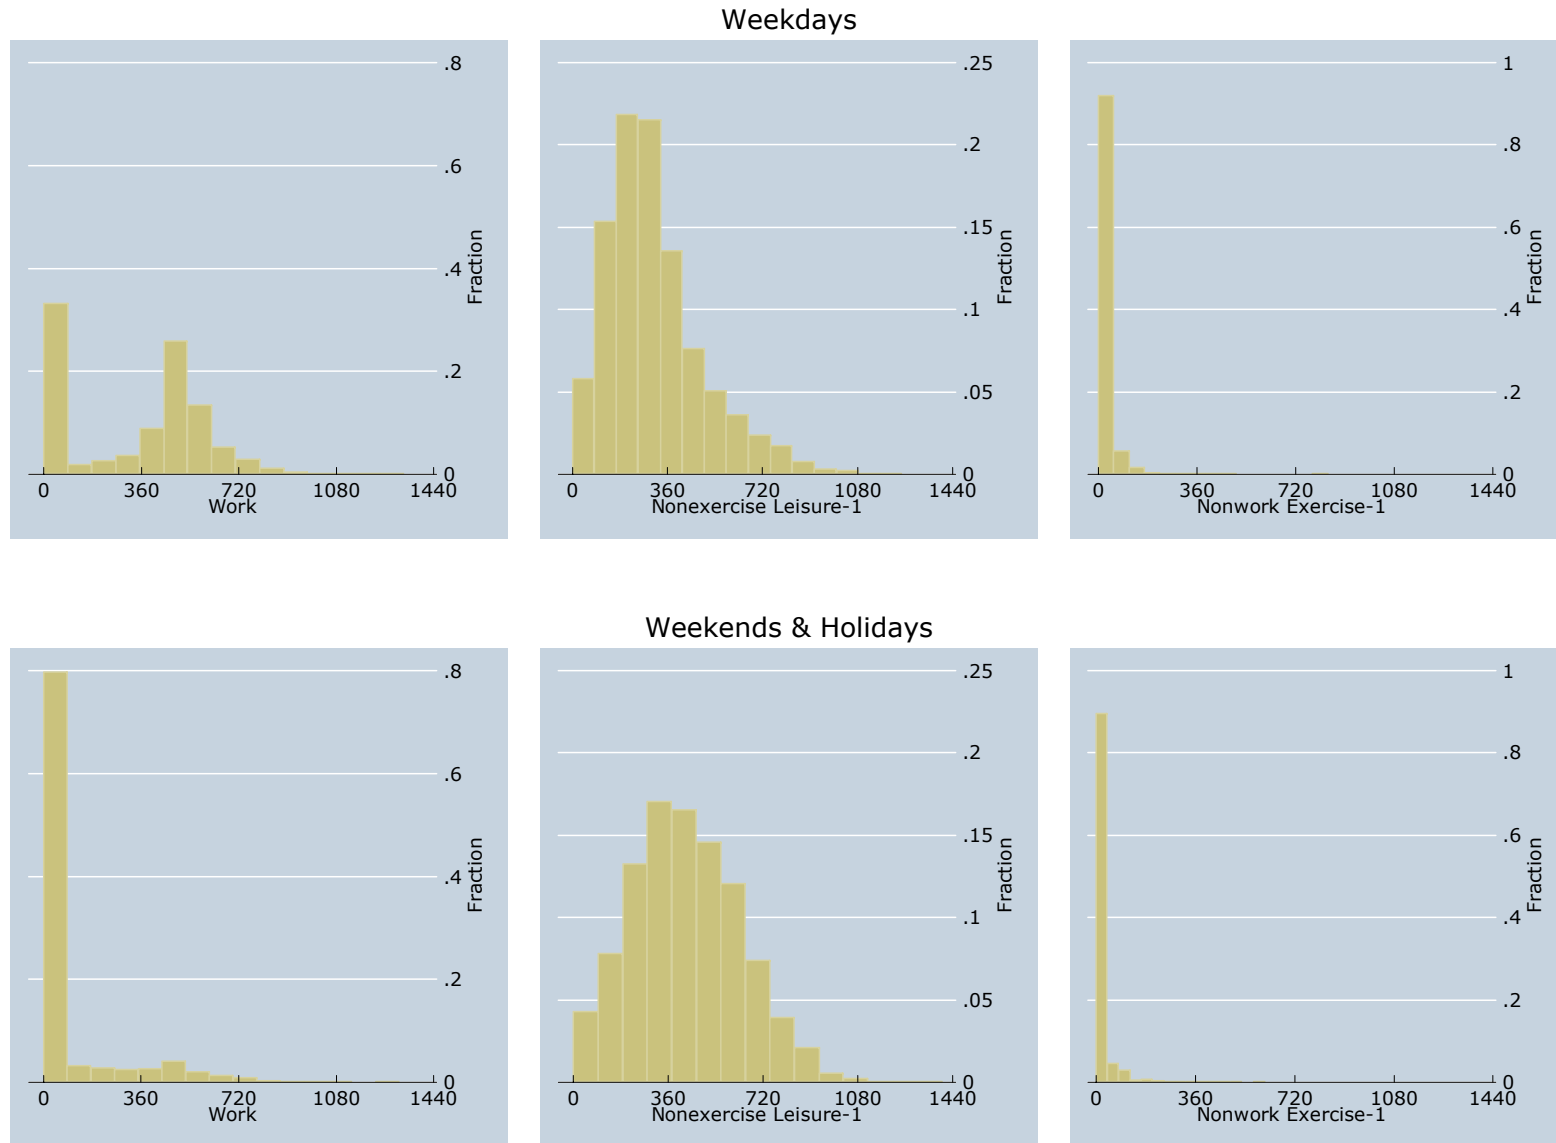 Weekdays
.8
.6
.4
.2
0
Fraction
0 360 720 1080 1440
Work
.25
.2
.15
.1
.05
0
Fraction
0 360 720 1080 1440
Nonexercise Leisure-1
1
.8
.6
.4
.2
0
Fraction
0 360 720 1080 1440
Nonwork Exercise-1
Weekends & Holidays
.8
.6
.4
.2
0
Fraction
0 360 720 1080 1440
Work
.25
.2
.15
.1
.05
0
Fraction
0 360 720 1080 1440
Nonexercise Leisure-1
1
.8
.6
.4
.2
0
Fraction
0 360 720 1080 1440
Nonwork Exercise-1